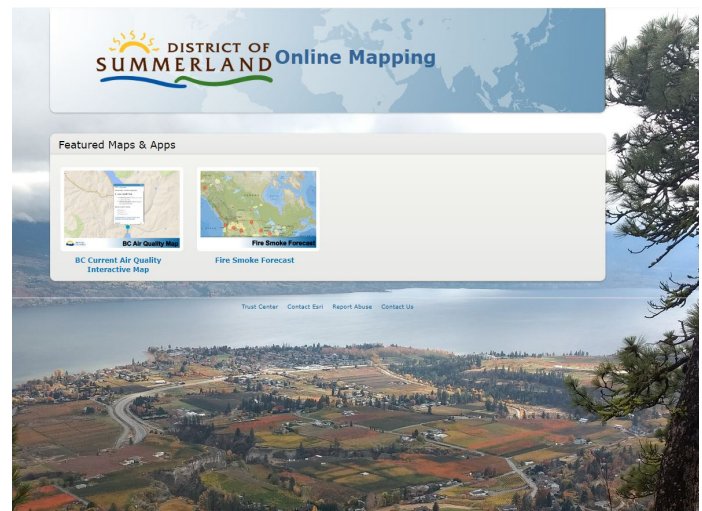 DISTRICT OF
SUMMERLAND
Online Mapping
Featured Maps & Apps
BC Air Quality Map
Fire Smoke Forecast
BC Current Air Quality
Interactive Map
Fire Smoke Forecast
Trust Center Contact Esri Report Abuse Contact Us